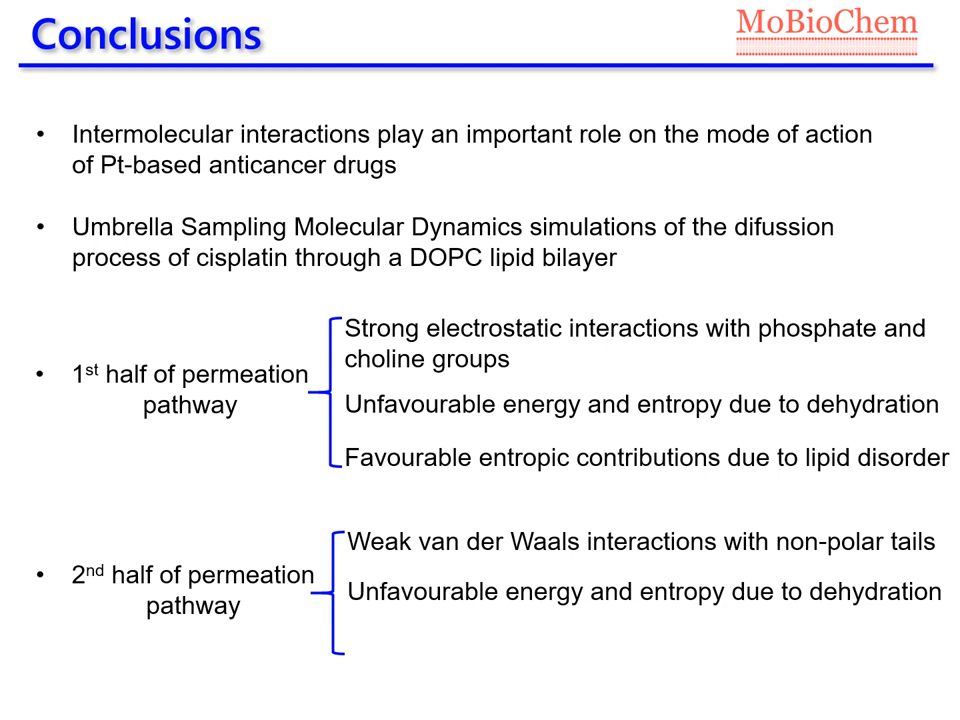 Conclusions
MoBioChem
• Intermolecular interactions play an important role on the mode of action
of Pt-based anticancer drugs
• Umbrella Sampling Molecular Dynamics simulations of the difussion
process of cisplatin through a DOPC lipid bilayer
• 1st half of permeation
pathway
Strong electrostatic interactions with phosphate and
choline groups
Unfavourable energy and entropy due to dehydration
Favourable entropic contributions due to lipid disorder
• 2nd half of permeation
pathway
Weak van der Waals interactions with non-polar tails
Unfavourable energy and entropy due to dehydration